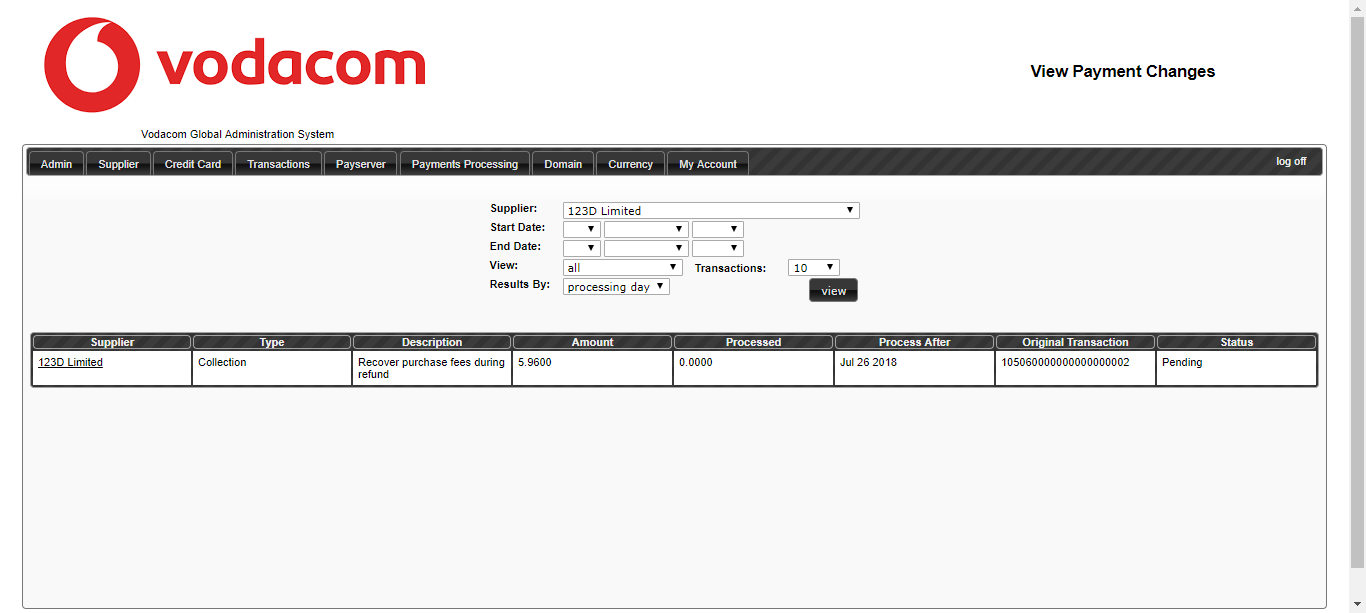 vodacom
View Payment Changes
Vodacom Global Administration System
Admin Supplier Credit Card Transactions Payserver Payments Processing Domain Currency My Account log off
Supplier: 123D Limited
Start Date:
End Date:
View: all Transactions: 10
Results By: processing day view
Supplier Type Description Amount Processed Process After Original Transaction Status
123D Limited Collection Recover purchase fees during 5.9600 0.0000 Jul 26 2018 105060000000000000002 Pending
refund